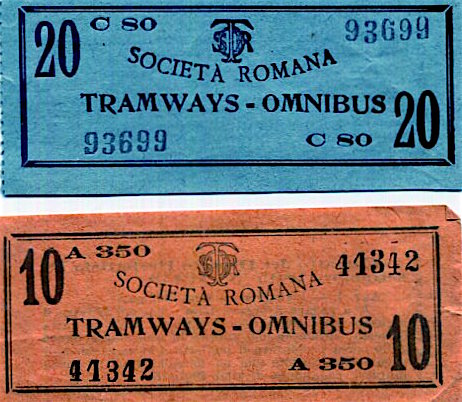 20 C 80 93699
SOCIETÀ ROMANA
TRAMWAYS - OMNIBUS
93699 C 80 20
10 A 350 41342
SOCIETÀ ROMANA
TRAMWAYS - OMNIBUS
41342 A 350 10